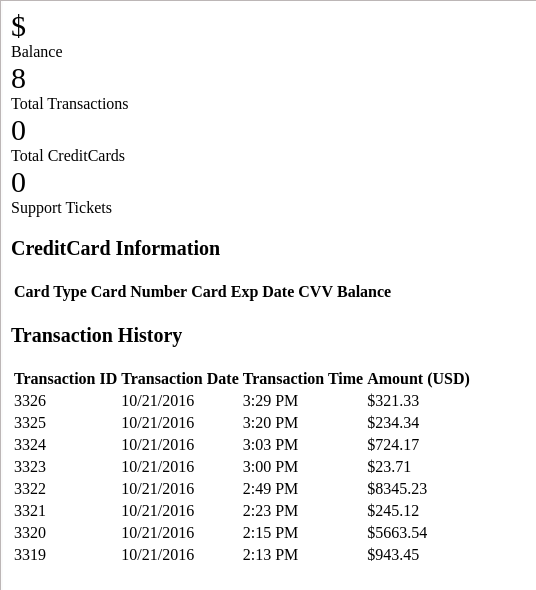 $
Balance
8
Total Transactions
0
Total CreditCards
0
Support Tickets
CreditCard Information
Card Type Card Number Card Exp Date CVV Balance
Transaction History
Transaction ID Transaction Date Transaction Time Amount (USD)
3326 10/21/2016 3:29 PM $321.33
3325 10/21/2016 3:20 PM $234.34
3324 10/21/2016 3:03 PM $724.17
3323 10/21/2016 3:00 PM $23.71
3322 10/21/2016 2:49 PM $8345.23
3321 10/21/2016 2:23 PM $245.12
3320 10/21/2016 2:15 PM $5663.54
3319 10/21/2016 2:13 PM $943.45